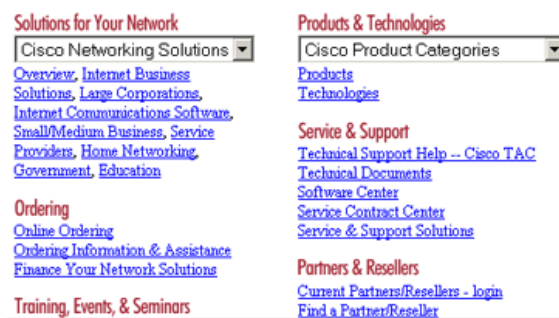 Solutions for Your Network
Cisco Networking Solutions
Overview, Internet Business
Solutions, Large Corporations,
Internet Communications Software,
Small/Medium Business, Service
Providers, Home Networking,
Government, Education
Ordering
Online Ordering
Ordering Information & Assistance
Finance Your Network Solutions
Training, Events, & Seminars
Products & Technologies
Cisco Product Categories
Products
Technologies
Service & Support
Technical Support Help -- Cisco TAC
Technical Documents
Software Center
Service Contract Center
Service & Support Solutions
Partners & Resellers
Current Partners/Resellers - login
Find a Partner/Reseller